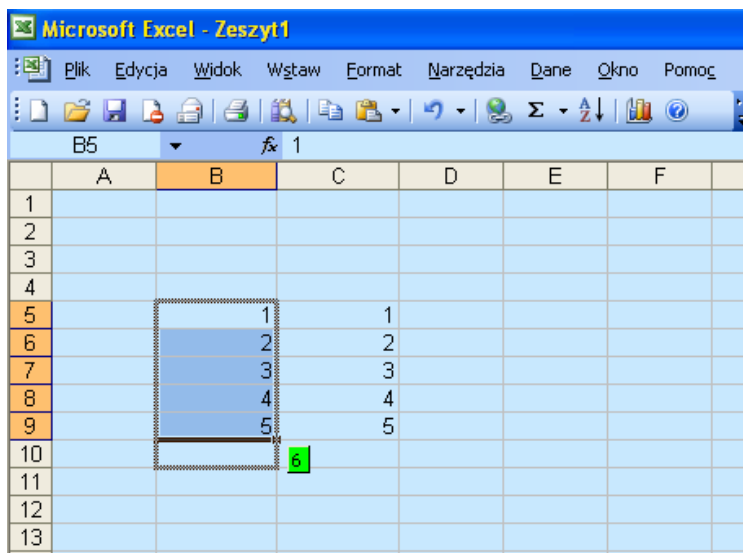 Microsoft Excel - Zeszyt1
Plik Edycja Widok Wstaw Format Narzędzia Dane Okno Pomoc
B5 fx 1
A B C D E F
1
2
3
4
5 1 1
6 2 2
7 3 3
8 4 4
9 5 5
10 6
11
12
13